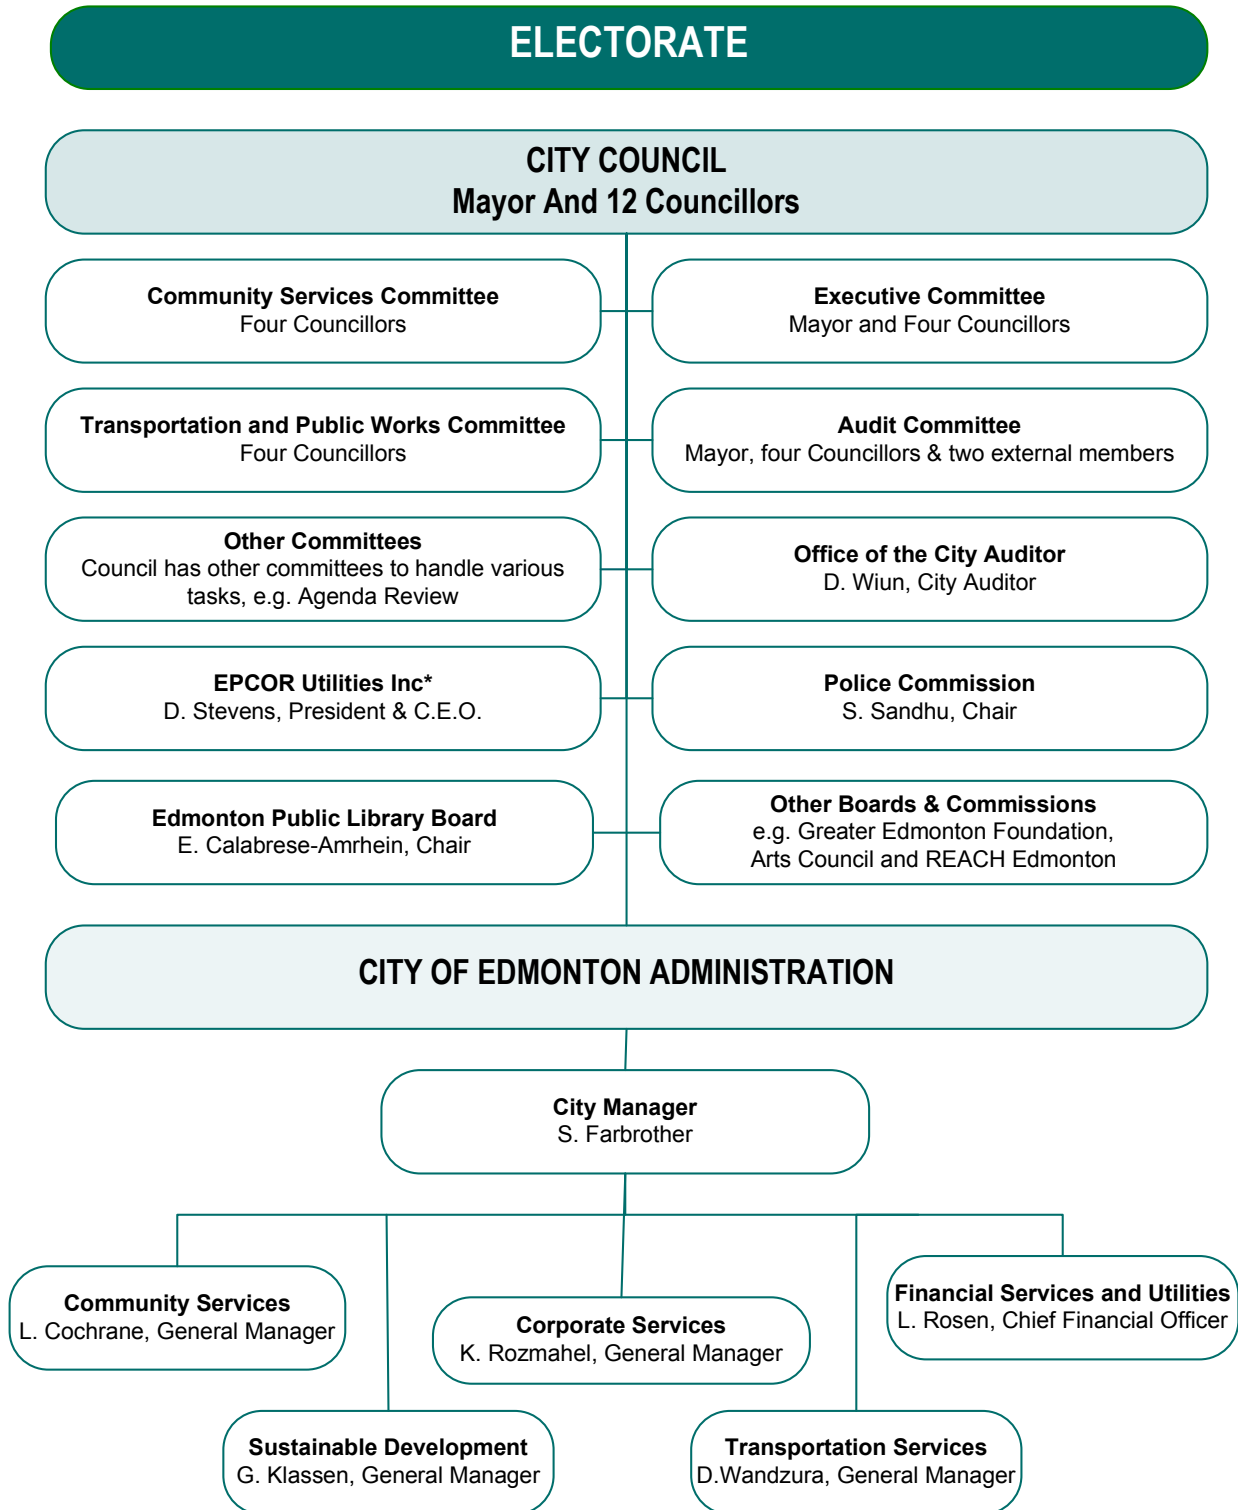 ELECTORATE
CITY COUNCIL
Mayor And 12 Councillors
Community Services Committee
Four Councillors
Executive Committee
Mayor and Four Councillors
Transportation and Public Works Committee
Four Councillors
Audit Committee
Mayor, four Councillors & two external members
Other Committees
Council has other committees to handle various
tasks, e.g. Agenda Review
Office of the City Auditor
D. Wiun, City Auditor
EPCOR Utilities Inc*
D. Stevens, President & C.E.O.
Police Commission
S. Sandhu, Chair
Edmonton Public Library Board
E. Calabrese-Amrhein, Chair
Other Boards & Commissions
e.g. Greater Edmonton Foundation,
Arts Council and REACH Edmonton
CITY OF EDMONTON ADMINISTRATION
City Manager
S. Farbrother
Community Services
L. Cochrane, General Manager
Corporate Services
K. Rozmahel, General Manager
Financial Services and Utilities
L. Rosen, Chief Financial Officer
Sustainable Development
G. Klassen, General Manager
Transportation Services
D.Wandzura, General Manager